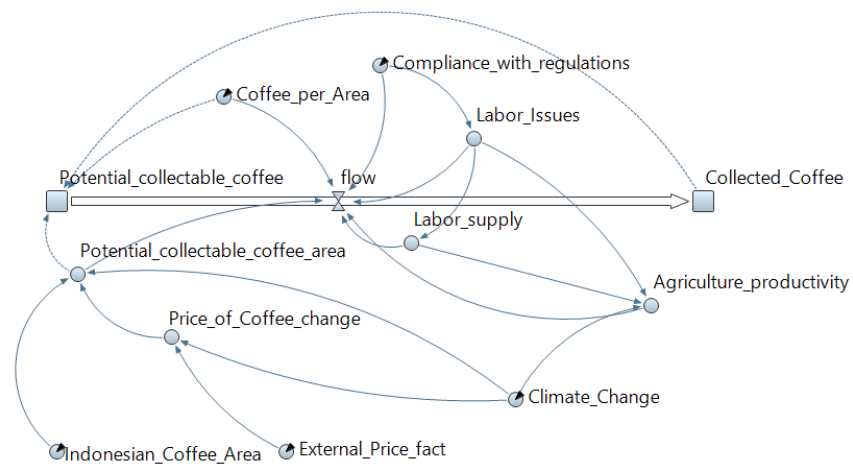 Compliance_with_regulations
Coffee_per_Area
Labor_Issues
Potential_collectable_coffee
flow
Collected_Coffee
Labor_supply
Potential_collectable_coffee_area
Agriculture_productivity
Price_of_Coffee_change
Climate_Change
Indonesian_Coffee_Area
External_Price_fact